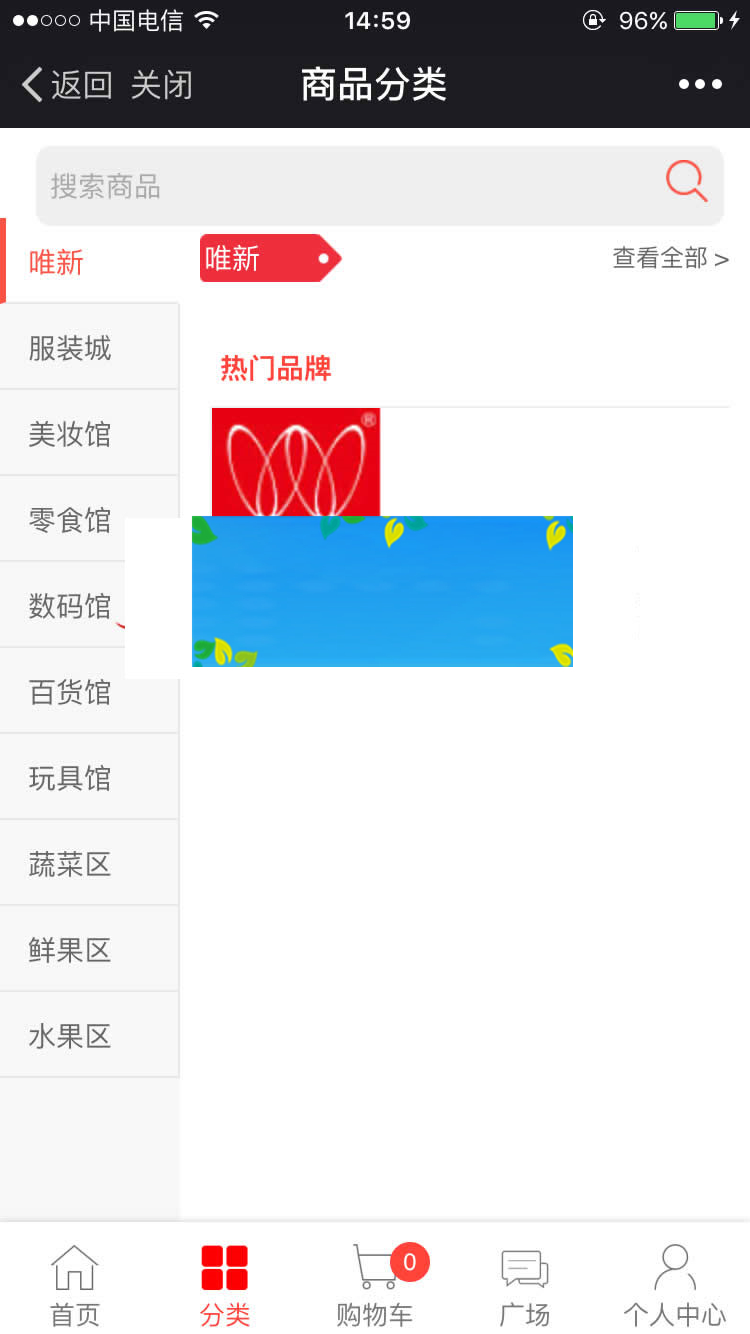 中国电信 14:59 96%
返回 关闭 商品分类
搜索商品
唯新
服装城
美妆馆
零食馆
数码馆
百货馆
玩具馆
蔬菜区
鲜果区
水果区
唯新 查看全部 >
热门品牌
®
首页 分类 购物车 0 广场 个人中心